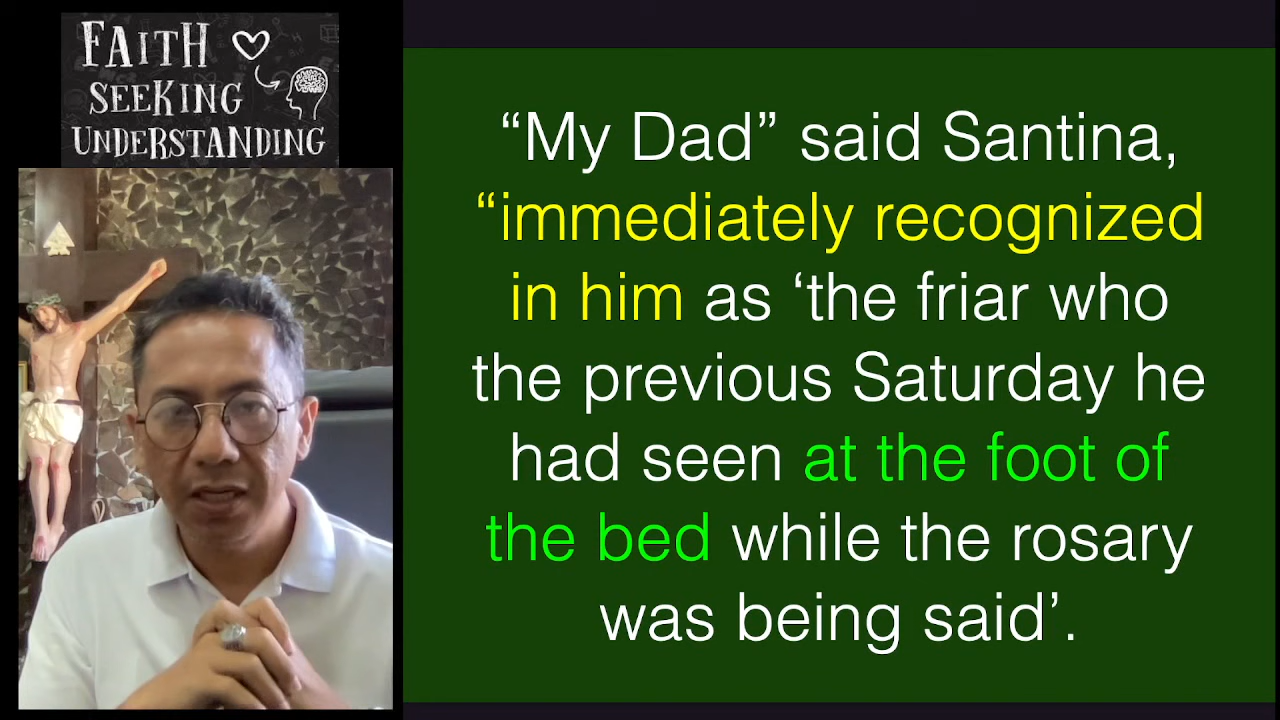 FAITH
SEEKING
UNDERSTANDING
“My Dad” said Santina,
“immediately recognized
in him as ‘the friar who
the previous Saturday he
had seen at the foot of
the bed while the rosary
was being said’.